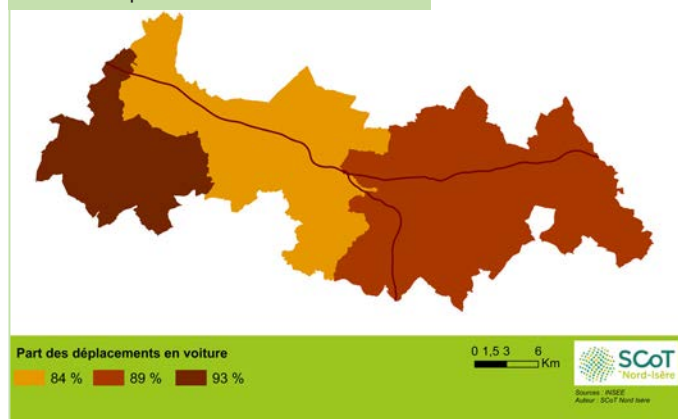 Part des déplacements en voiture
84 % 89 % 93 %
0 1,5 3 6
Km
SCoT
Nord-Isère
Sources : INSEE
Auteur : SCoT Nord Isère